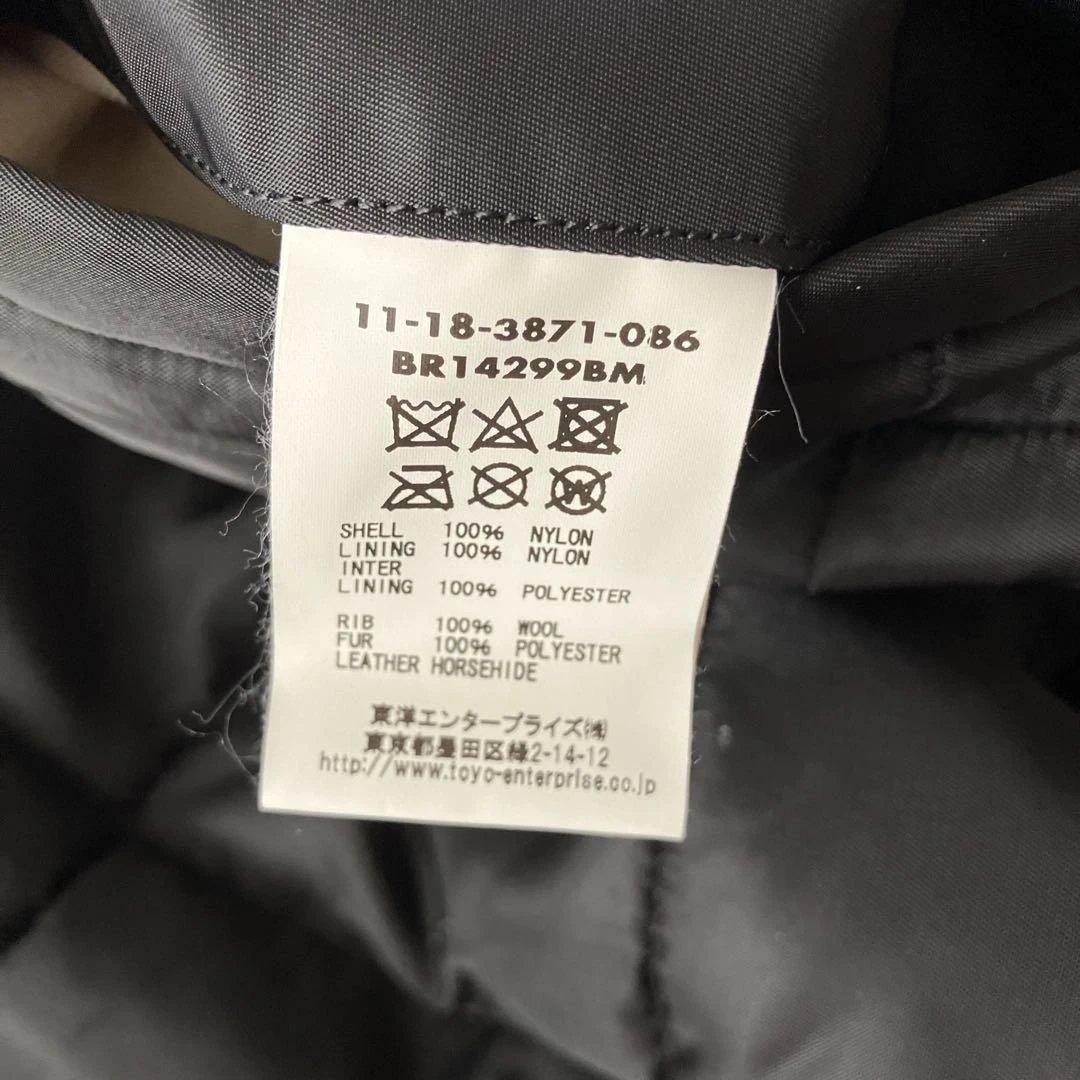 11-18-3871-086
BR14299BM
W
SHELL 100% NYLON
LINING 100% NYLON
INTER
LINING 100% POLYESTER
RIB 100% WOOL
FUR 100% POLYESTER
LEATHER HORSEHIDE
東洋エンタープライズ㈱
東京都墨田区緑2-14-12
http://www.toyo-enterprise.co.jp